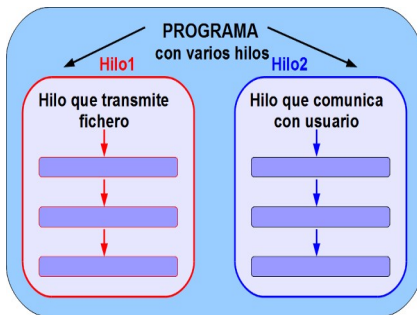 PROGRAMA
con varios hilos
Hilo1
Hilo2
Hilo que transmite
fichero
Hilo que comunica
con usuario